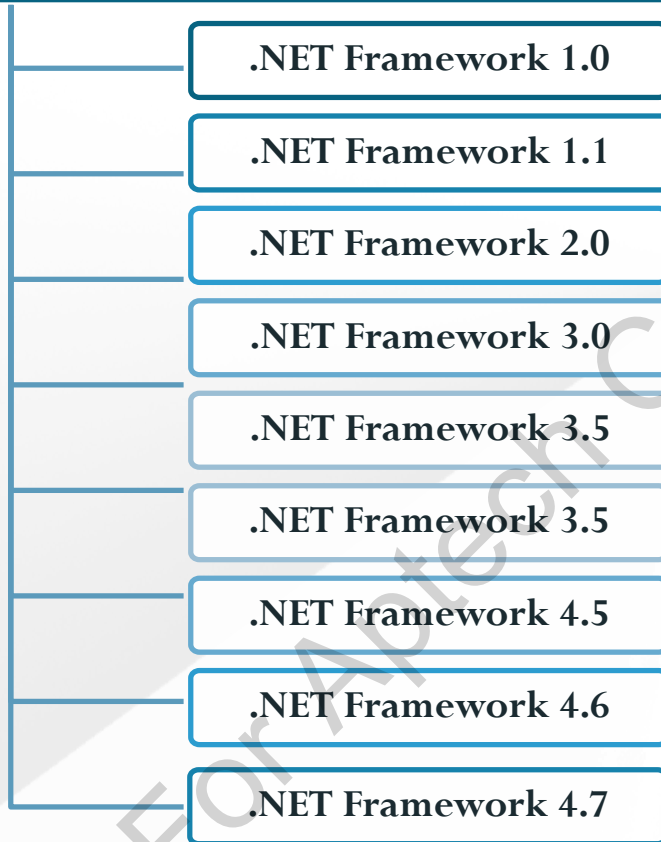 .NET Framework 1.0
.NET Framework 1.1
.NET Framework 2.0
.NET Framework 3.0
.NET Framework 3.5
.NET Framework 3.5
.NET Framework 4.5
.NET Framework 4.6
.NET Framework 4.7
For Aptech C